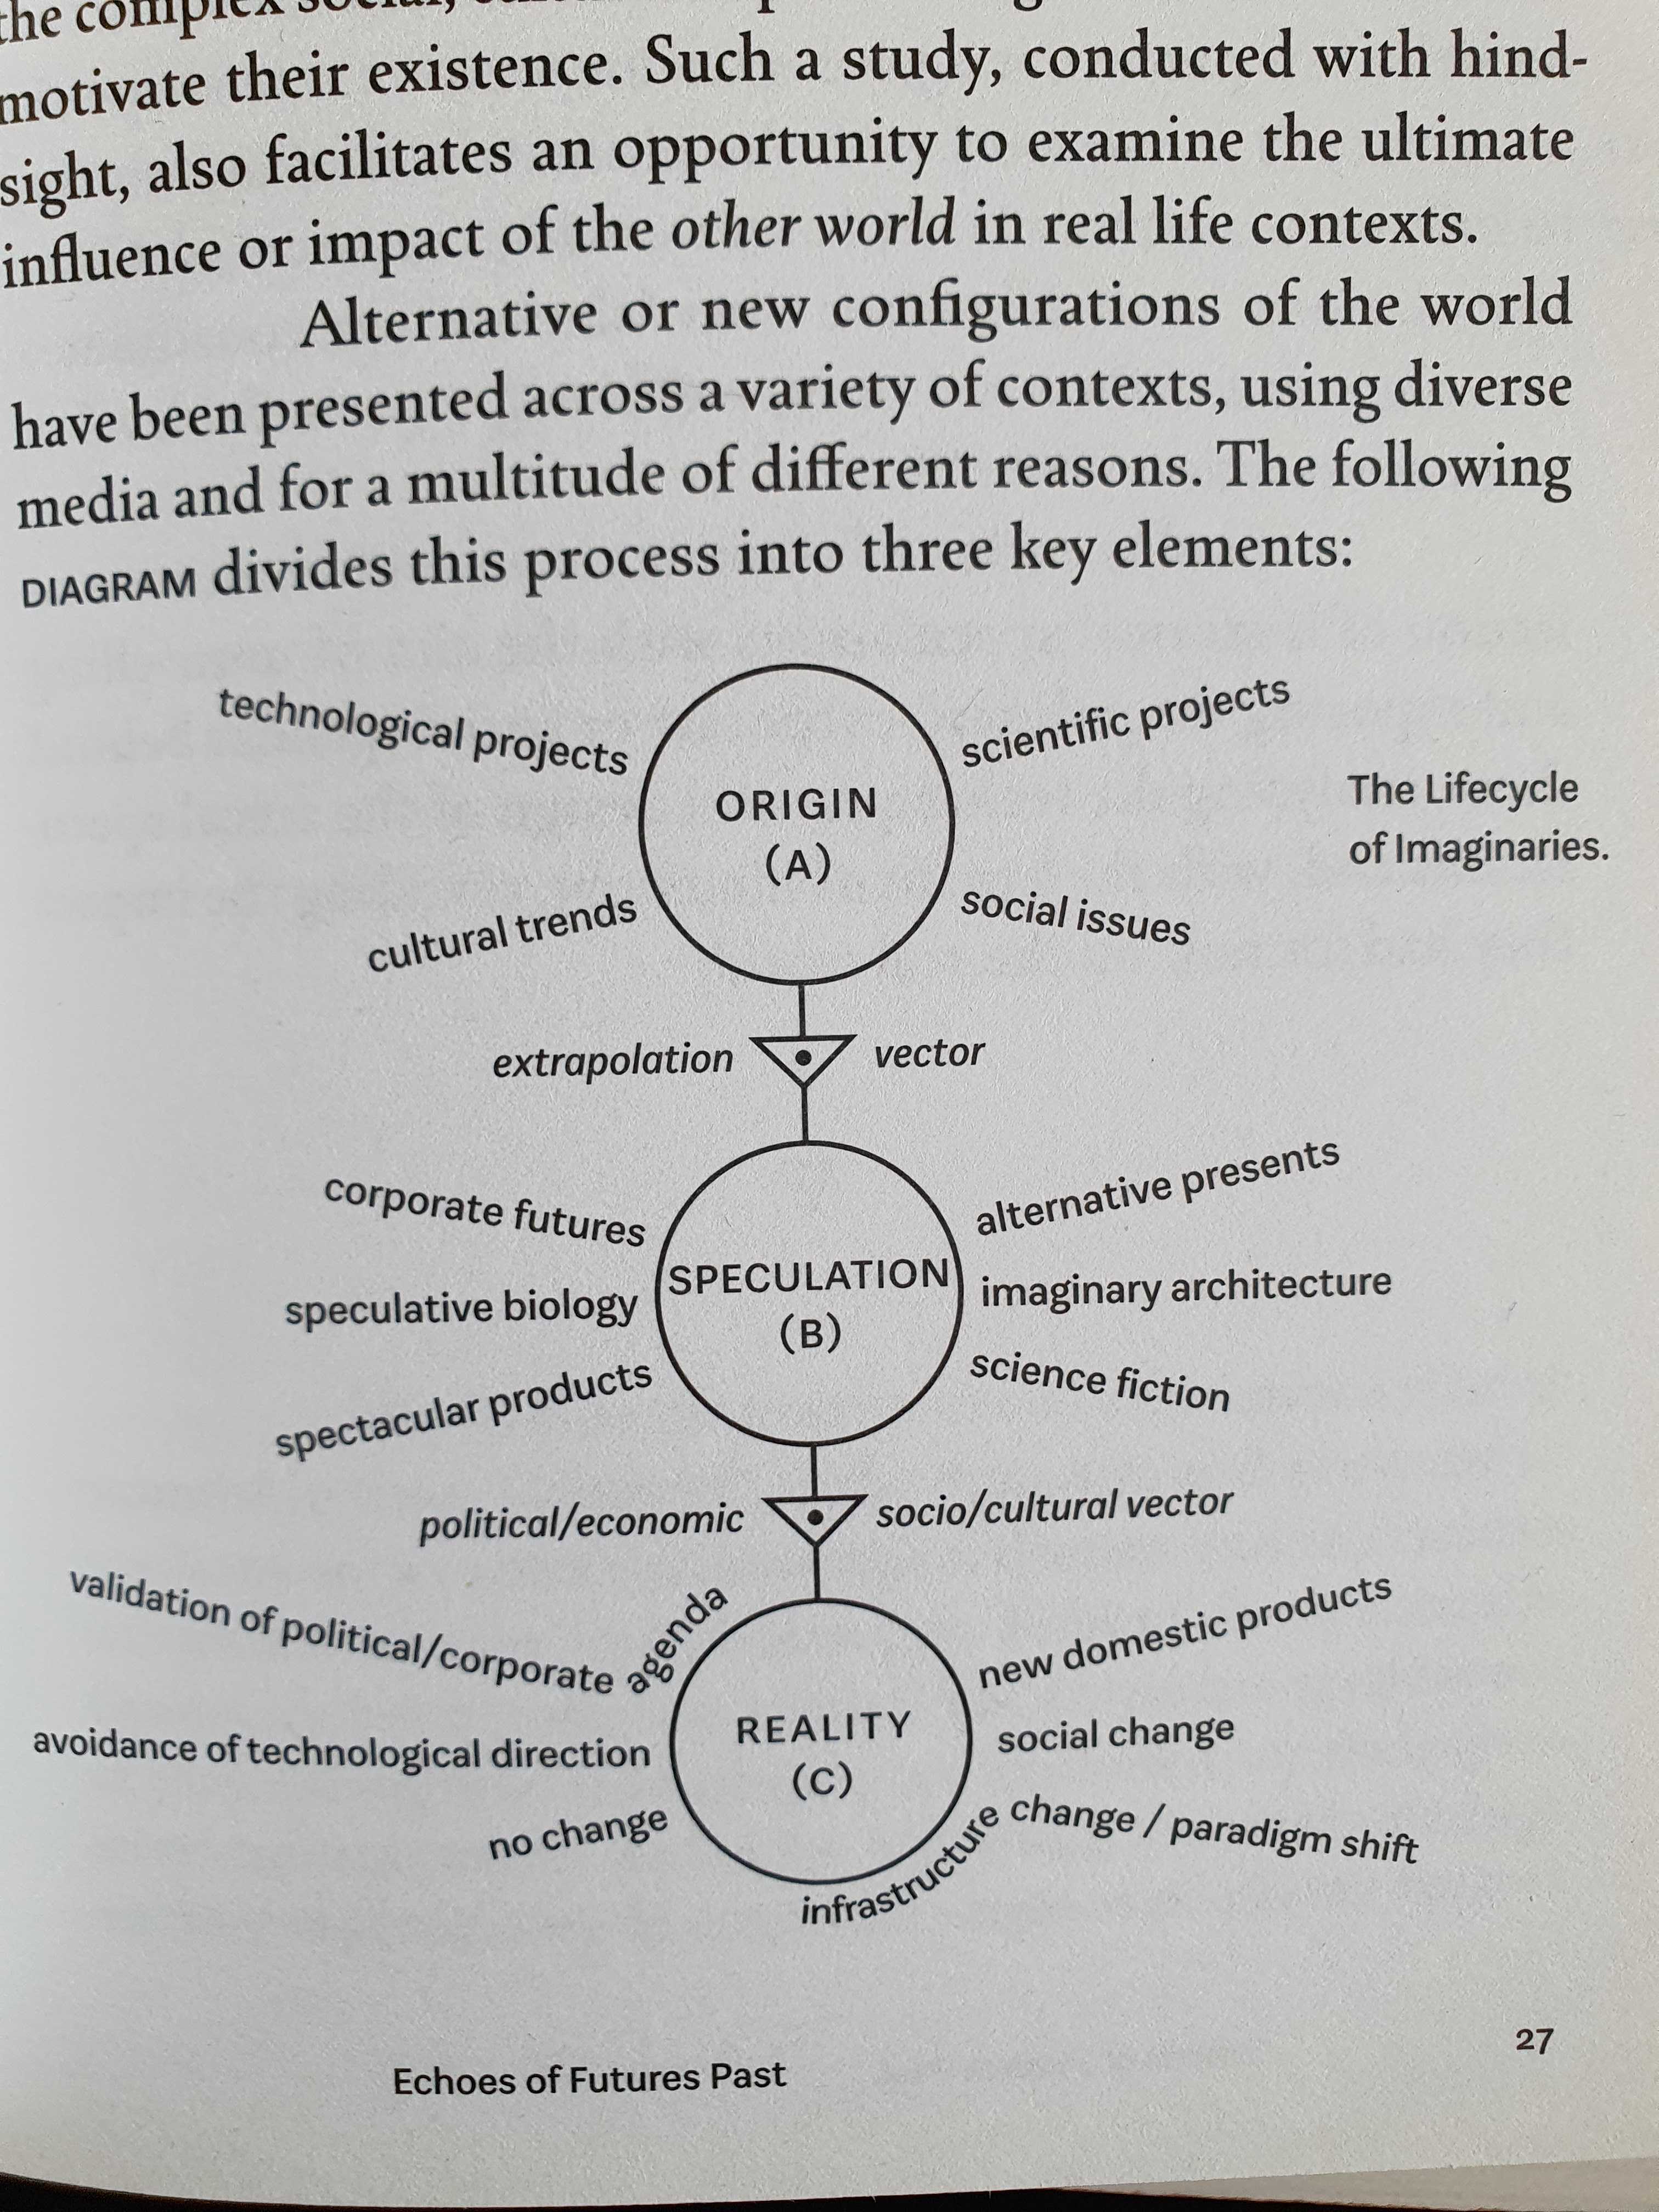 the complex social,
motivate their existence. Such a study, conducted with hind-
sight, also facilitates an opportunity to examine the ultimate
influence or impact of the other world in real life contexts.
Alternative or new configurations of the world
have been presented across a variety of contexts, using diverse
media and for a multitude of different reasons. The following
DIAGRAM divides this process into three key elements:
technological projects
scientific projects
ORIGIN
(A)
The Lifecycle
of Imaginaries.
cultural trends
social issues
extrapolation vector
corporate futures
alternative presents
SPECULATION
(B)
speculative biology
imaginary architecture
spectacular products
science fiction
political/economic socio/cultural vector
validation of political/corporate agenda
new domestic products
REALITY
(C)
avoidance of technological direction
social change
no change
infrastructure change / paradigm shift
Echoes of Futures Past
27